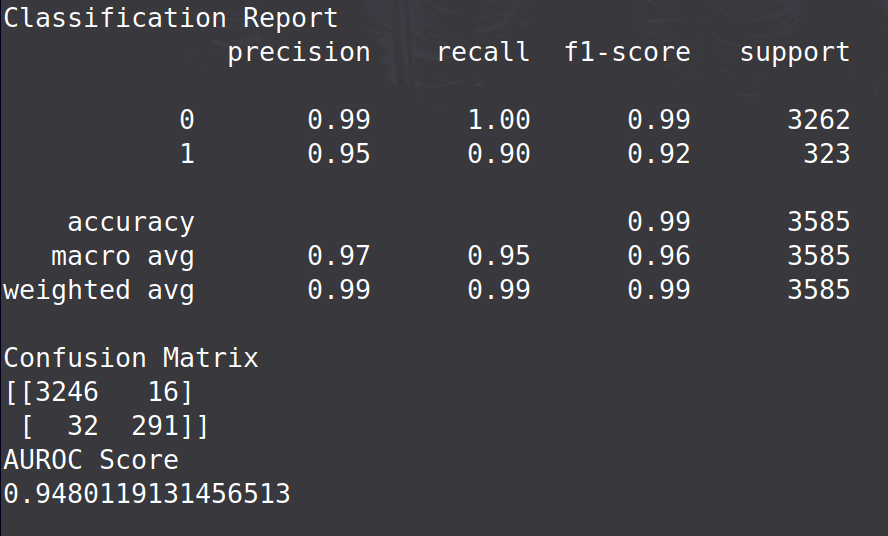 Classification Report
precision recall f1-score support
0 0.99 1.00 0.99 3262
1 0.95 0.90 0.92 323
accuracy 0.99 3585
macro avg 0.97 0.95 0.96 3585
weighted avg 0.99 0.99 0.99 3585
Confusion Matrix
[[3246 16]
[ 32 291]]
AUROC Score
0.9480119131456513